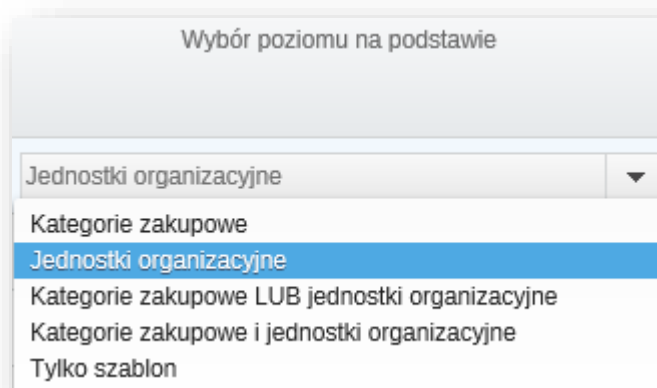 Wybór poziomu na podstawie
Jednostki organizacyjne
Kategorie zakupowe
Jednostki organizacyjne
Kategorie zakupowe LUB jednostki organizacyjne
Kategorie zakupowe i jednostki organizacyjne
Tylko szablon